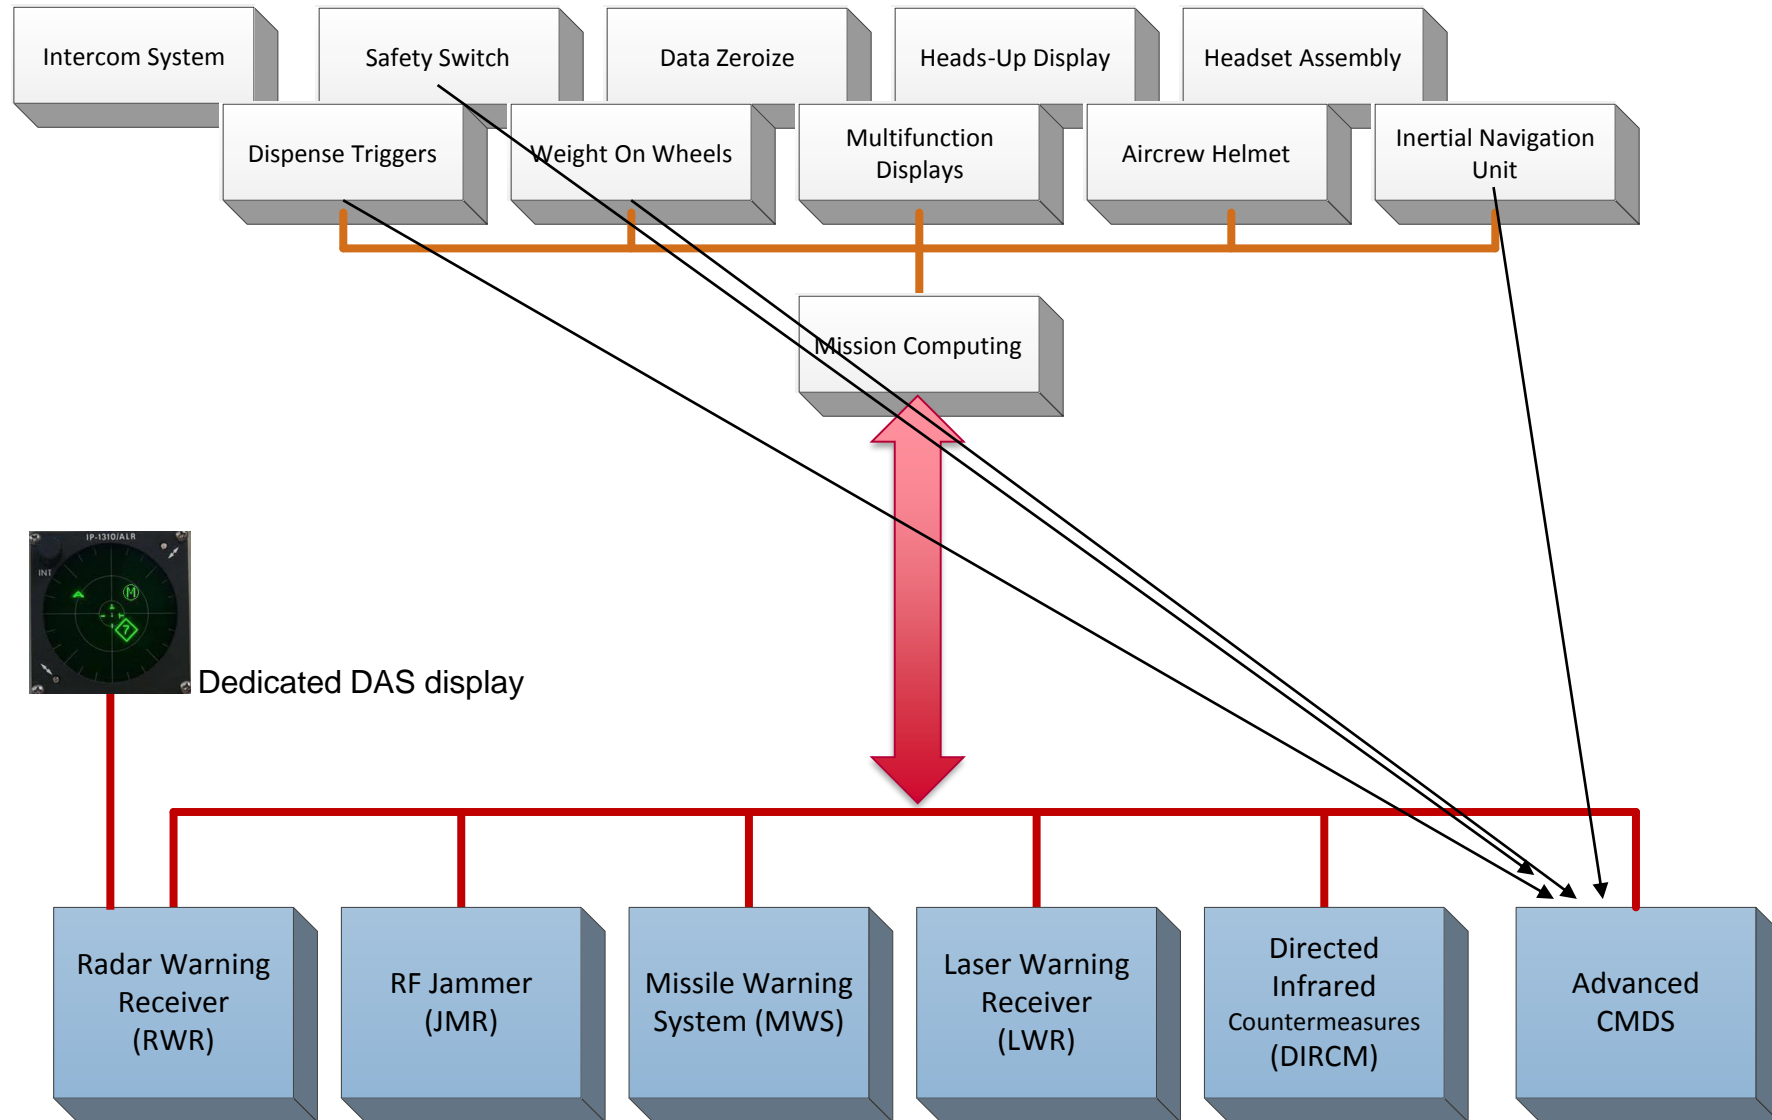 Intercom System
Safety Switch
Data Zeroize
Heads-Up Display
Headset Assembly
Dispense Triggers
Weight On Wheels
Multifunction
Displays
Aircrew Helmet
Inertial Navigation
Unit
Mission Computing
IP-1310/ALR
INT
M
?
Dedicated DAS display
Radar Warning
Receiver
(RWR)
RF Jammer
(JMR)
Missile Warning
System (MWS)
Laser Warning
Receiver
(LWR)
Directed
Infrared
Countermeasures
(DIRCM)
Advanced
CMDS